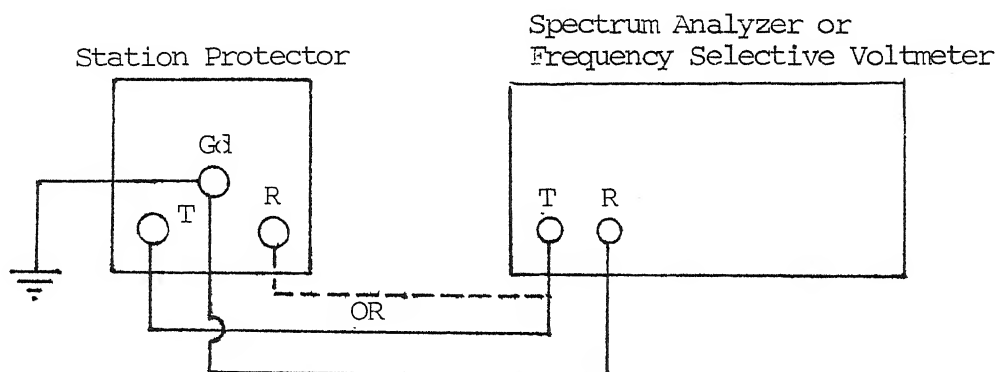 Spectrum Analyzer or
Frequency Selective Voltmeter
Station Protector
Gd
T
R
T
R
OR